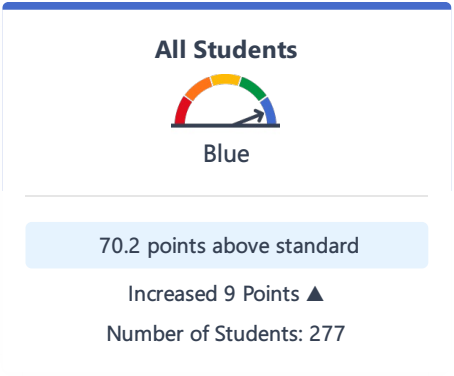 All Students
Blue
70.2 points above standard
Increased 9 Points ▲
Number of Students: 277